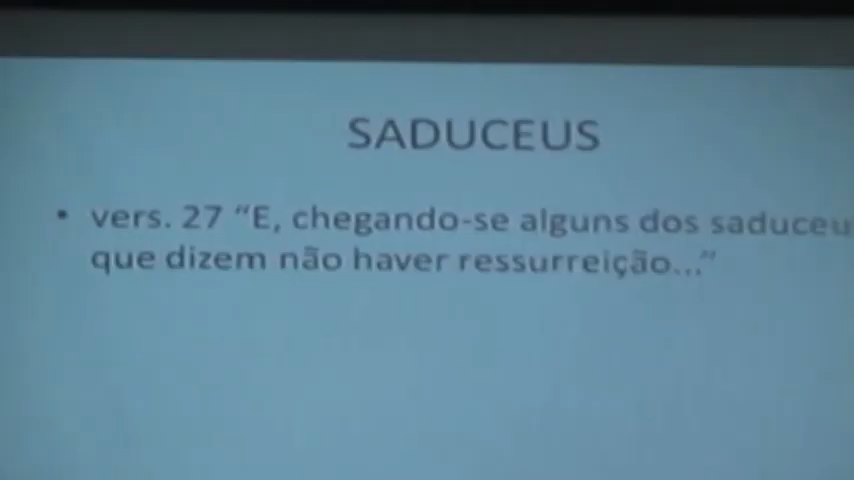 SADUCEUS
• vers. 27 “E, chegando-se alguns dos saduceu
que dizem não haver ressurreição...”